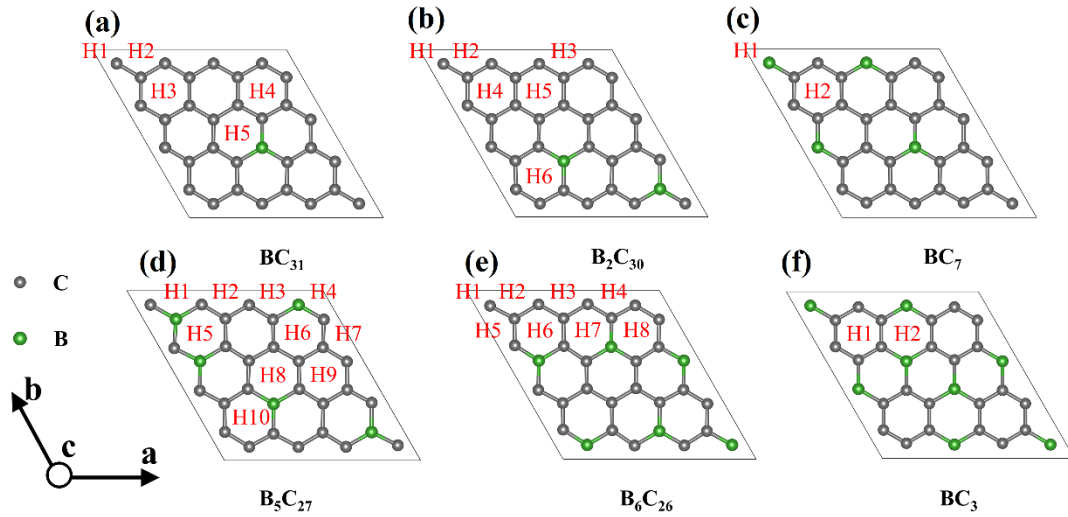 (a) (b) (c)
H1 H2 H1 H2 H3 H1
H3 H4 H4 H5 H2
H5
H6
BC₃₁ B₂C₃₀ BC₇
(d) (e) (f)
H1 H2 H3 H4 H1 H2 H3 H4
C
H5 H6 H7 H5 H6 H7 H8 H1 H2
B
H8 H9
b
H10
c a
B₅C₂₇ B₆C₂₆ BC₃